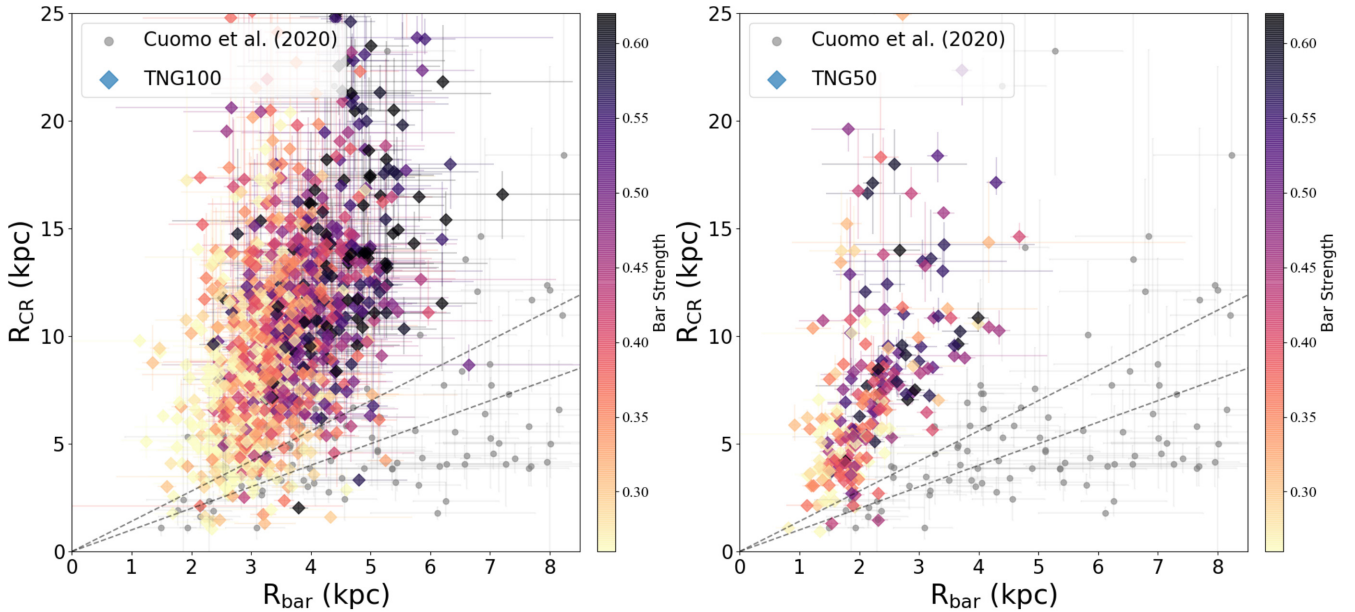 25
20
15
10
5
0
R_CR (kpc)
Cuomo et al. (2020)
TNG100
0 1 2 3 4 5 6 7 8
R_bar (kpc)
0.60
0.55
0.50
0.45
0.40
0.35
0.30
Bar Strength
25
20
15
10
5
0
R_CR (kpc)
Cuomo et al. (2020)
TNG50
0 1 2 3 4 5 6 7 8
R_bar (kpc)
0.60
0.55
0.50
0.45
0.40
0.35
0.30
Bar Strength